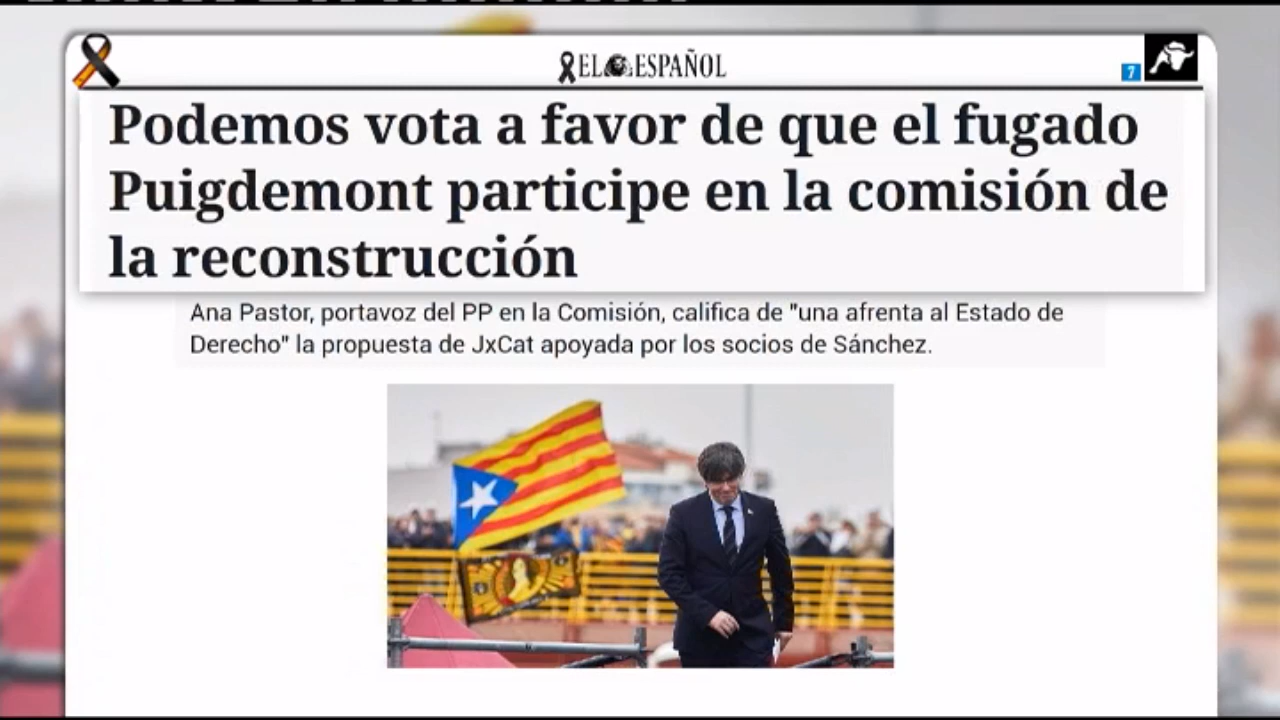 EL ESPAÑOL
7
Podemos vota a favor de que el fugado
Puigdemont participe en la comisión de
la reconstrucción
Ana Pastor, portavoz del PP en la Comisión, califica de "una afrenta al Estado de
Derecho" la propuesta de JxCat apoyada por los socios de Sánchez.